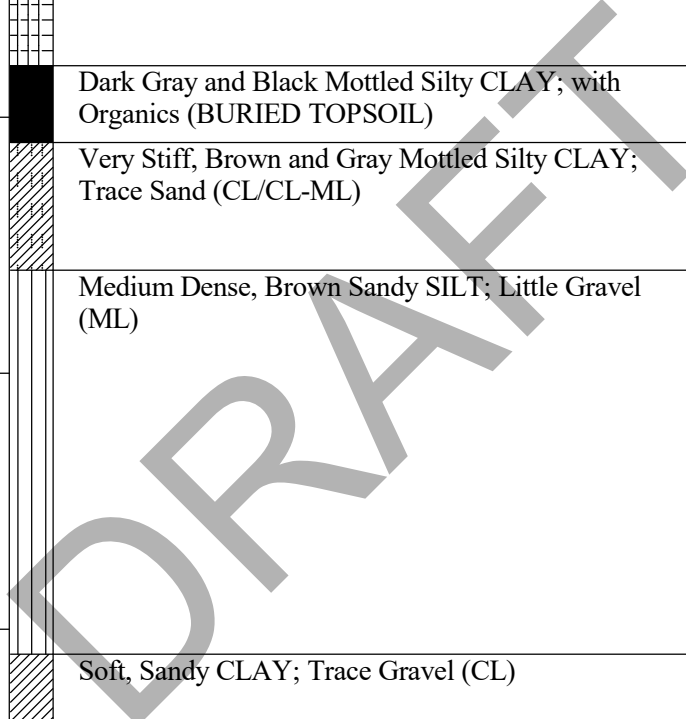 Dark Gray and Black Mottled Silty CLAY; with
Organics (BURIED TOPSOIL)
Very Stiff, Brown and Gray Mottled Silty CLAY;
Trace Sand (CL/CL-ML)
Medium Dense, Brown Sandy SILT; Little Gravel
(ML)
Soft, Sandy CLAY; Trace Gravel (CL)
DRAFT